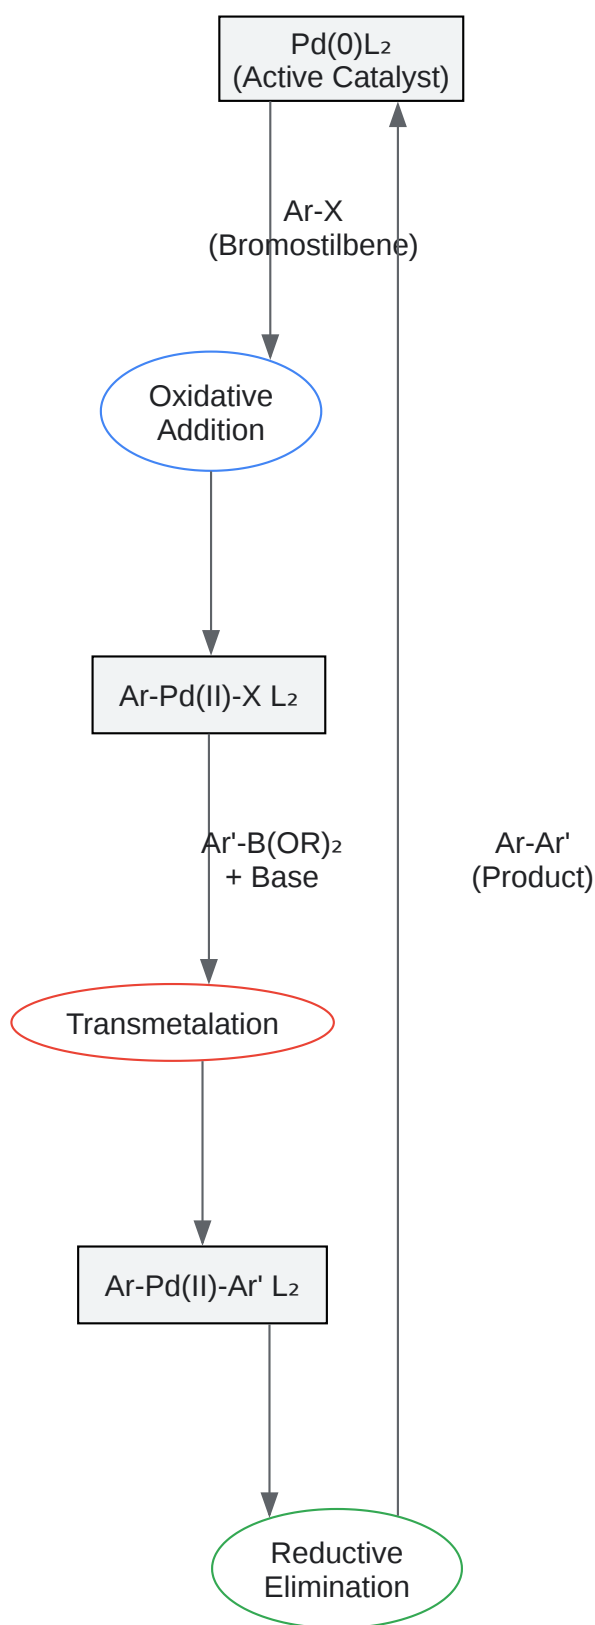 Pd(0)L₂
(Active Catalyst)
Ar-X
(Bromostilbene)
Oxidative
Addition
Ar-Pd(II)-X L₂
Ar'-B(OR)₂
+ Base
Ar-Ar'
(Product)
Transmetalation
Ar-Pd(II)-Ar' L₂
Reductive
Elimination